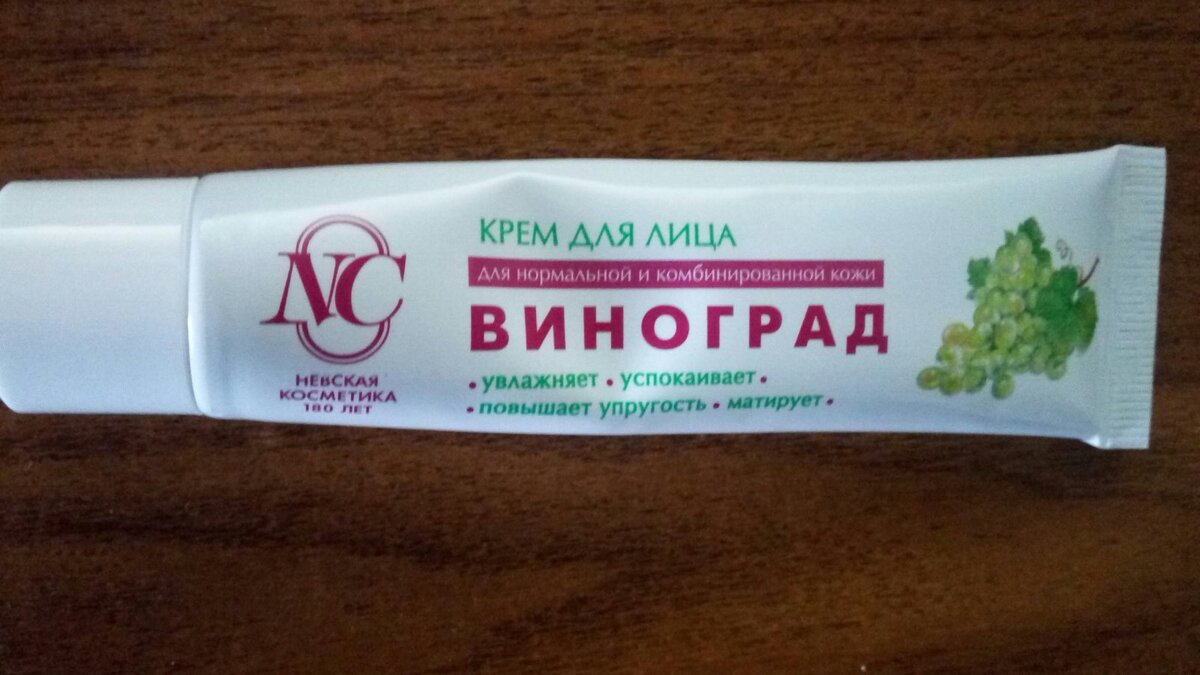 NC
НЕВСКАЯ
КОСМЕТИКА
180 ЛЕТ
КРЕМ ДЛЯ ЛИЦА
ДЛЯ НОРМАЛЬНОЙ И КОМБИНИРОВАННОЙ КОЖИ
ВИНОГРАД
• увлажняет • успокаивает •
• повышает упругость • матирует •